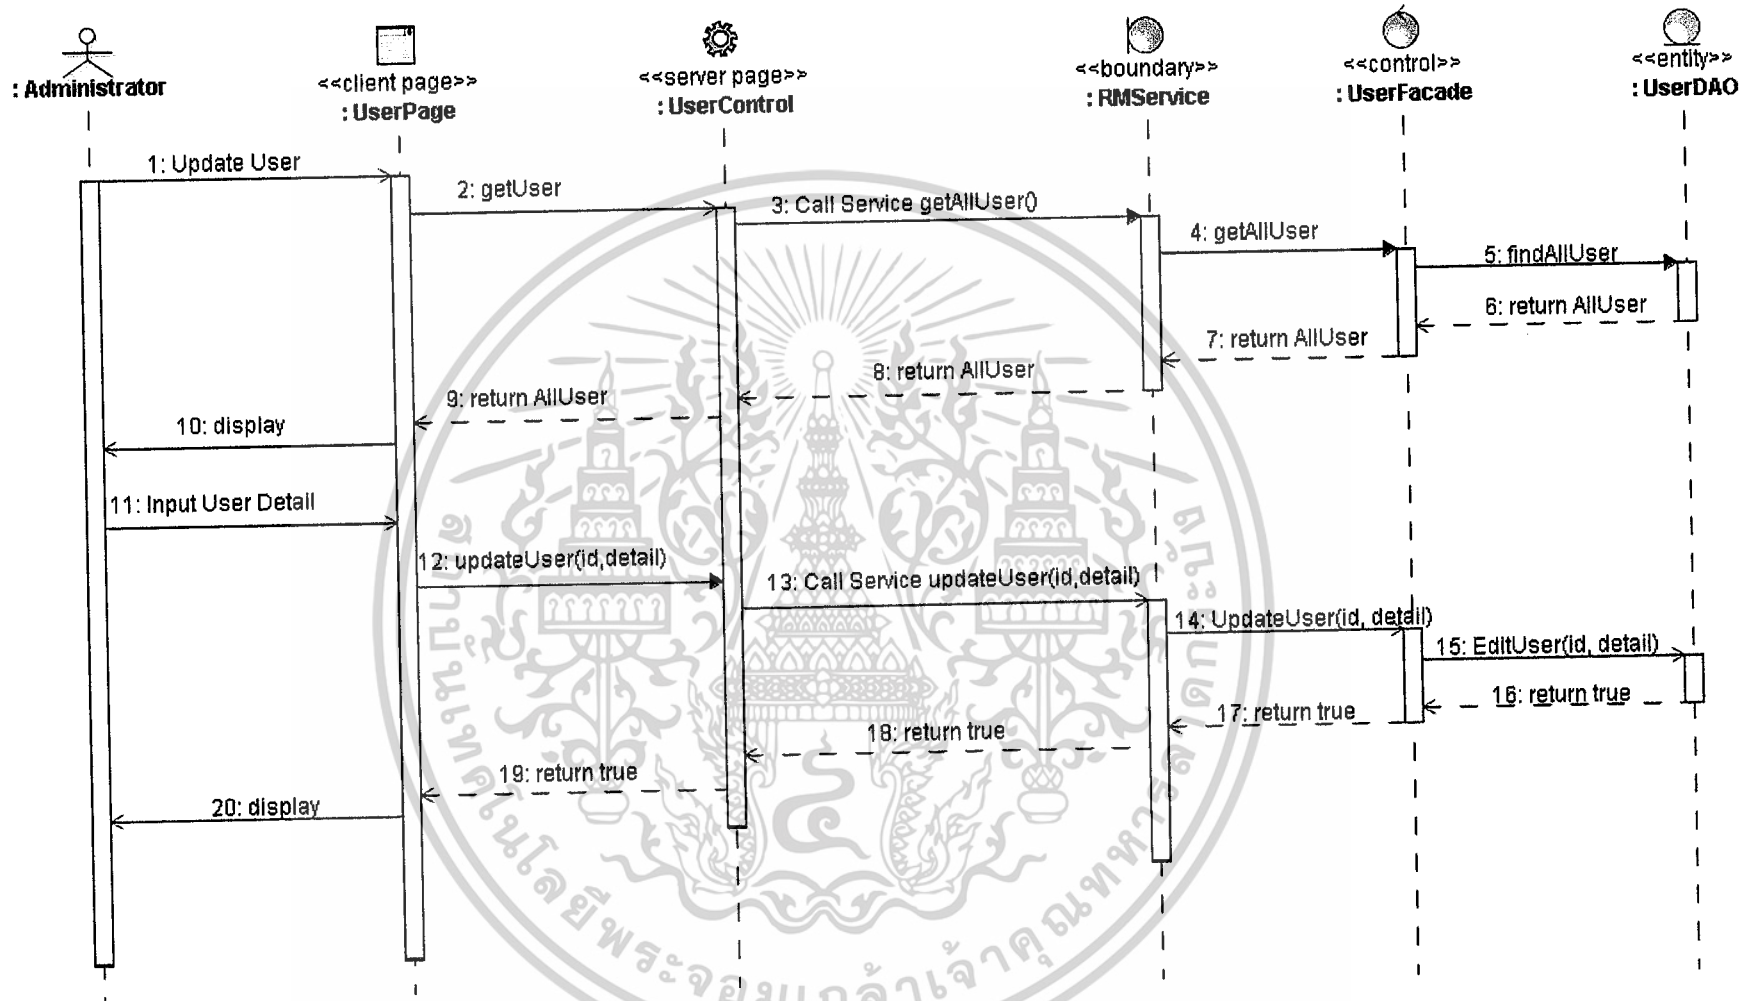 : Administrator
<<client page>>
: UserPage
<<server page>>
: UserControl
<<boundary>>
: RMService
<<control>>
: UserFacade
<<entity>>
: UserDAO
1: Update User
2: getUser
3: Call Service getAllUser()
4: getAllUser
5: findAllUser
6: return AllUser
7: return AllUser
8: return AllUser
9: return AllUser
10: display
11: Input User Detail
12: updateUser(id,detail)
13: Call Service updateUser(id,detail)
14: UpdateUser(id, detail)
15: EditUser(id, detail)
16: return true
17: return true
18: return true
19: return true
20: display